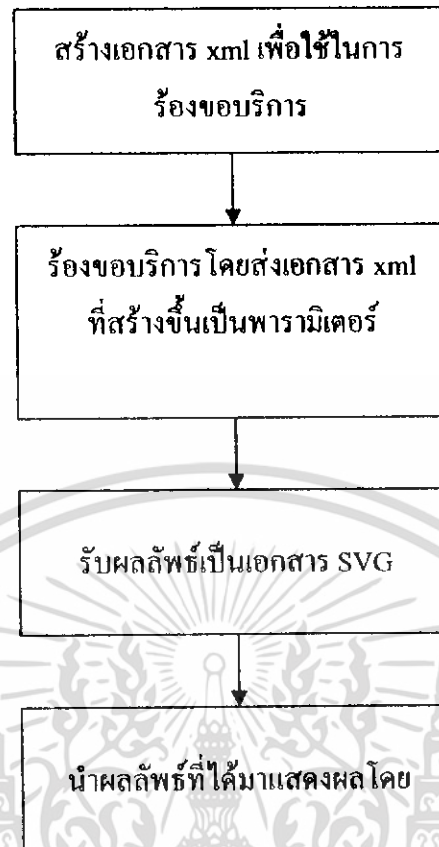 สร้างเอกสาร xml เพื่อใช้ในการ
ร้องขอบริการ
ร้องขอบริการโดยส่งเอกสาร xml
ที่สร้างขึ้นเป็นพารามิเตอร์
รับผลลัพธ์เป็นเอกสาร SVG
นำผลลัพธ์ที่ได้มาแสดงผลโดย